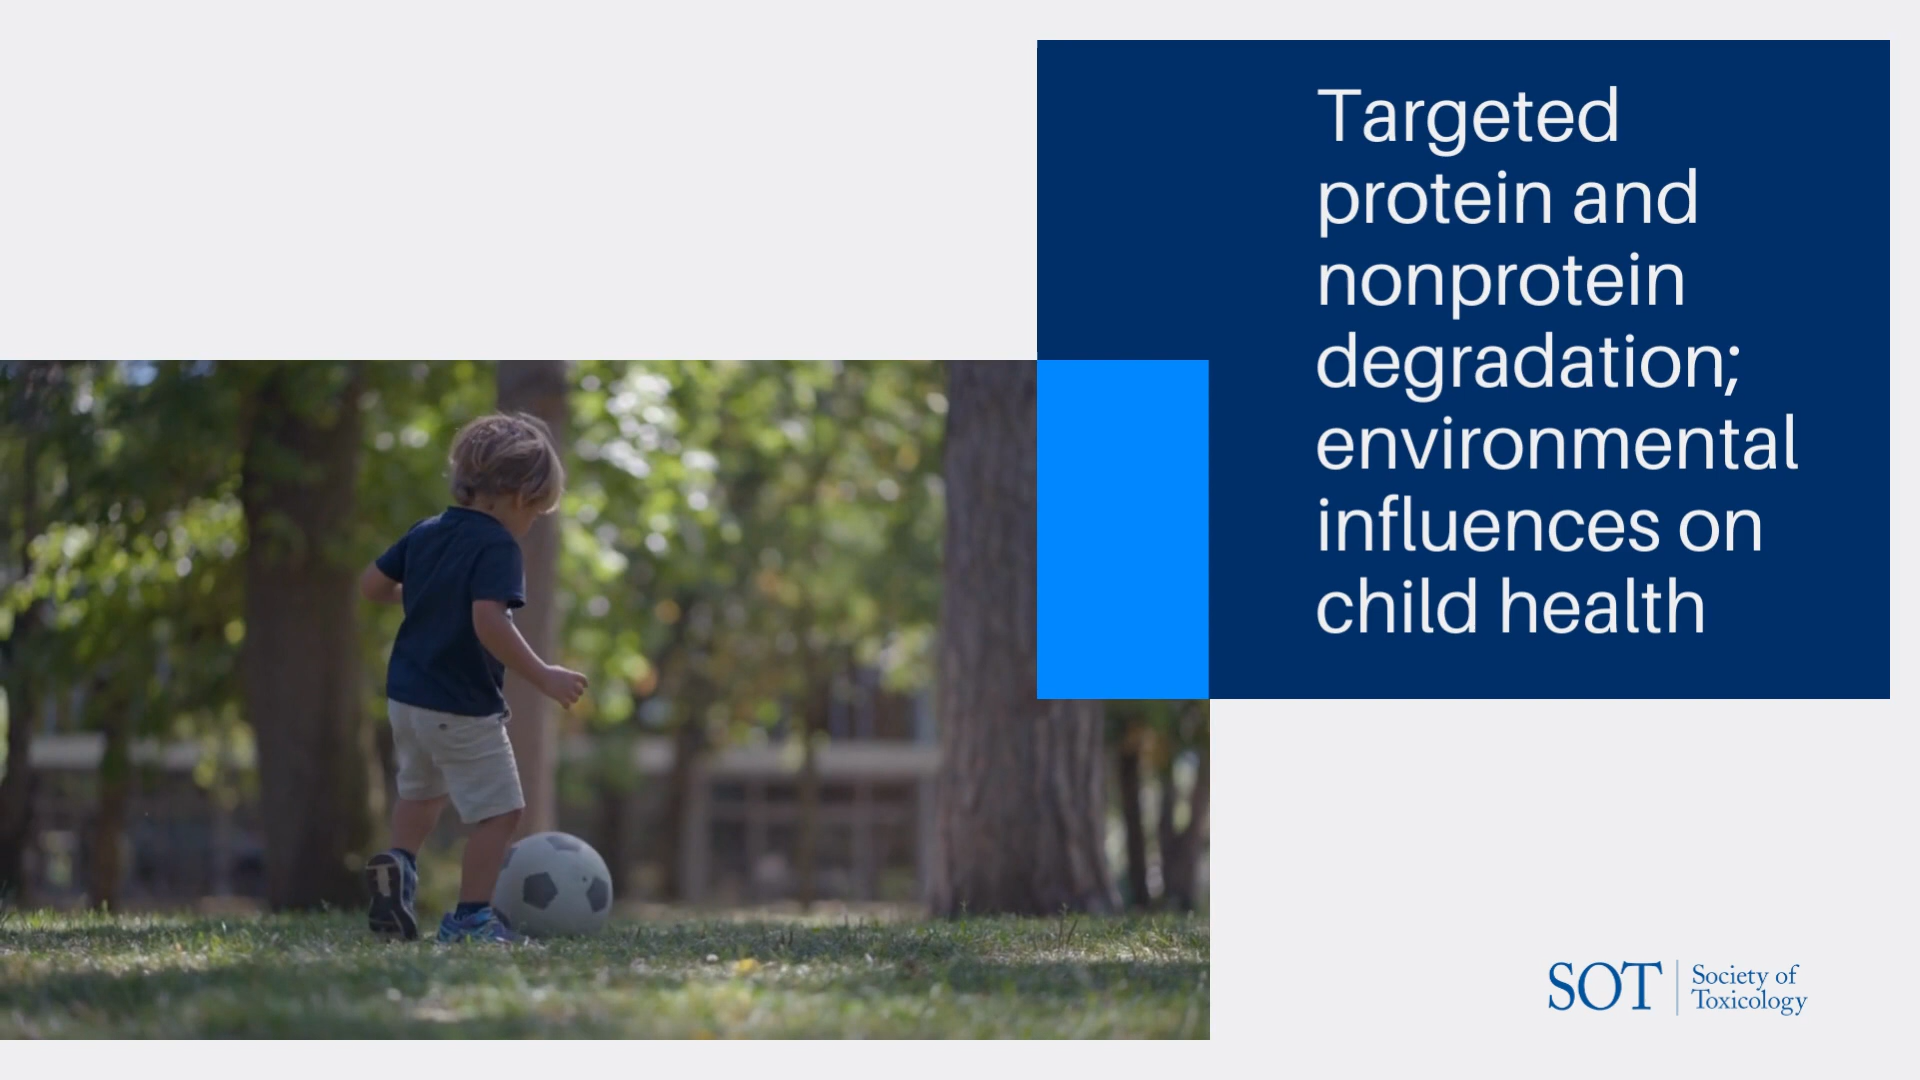 Targeted
protein and
nonprotein
degradation;
environmental
influences on
child health
SOT
Society of
Toxicology